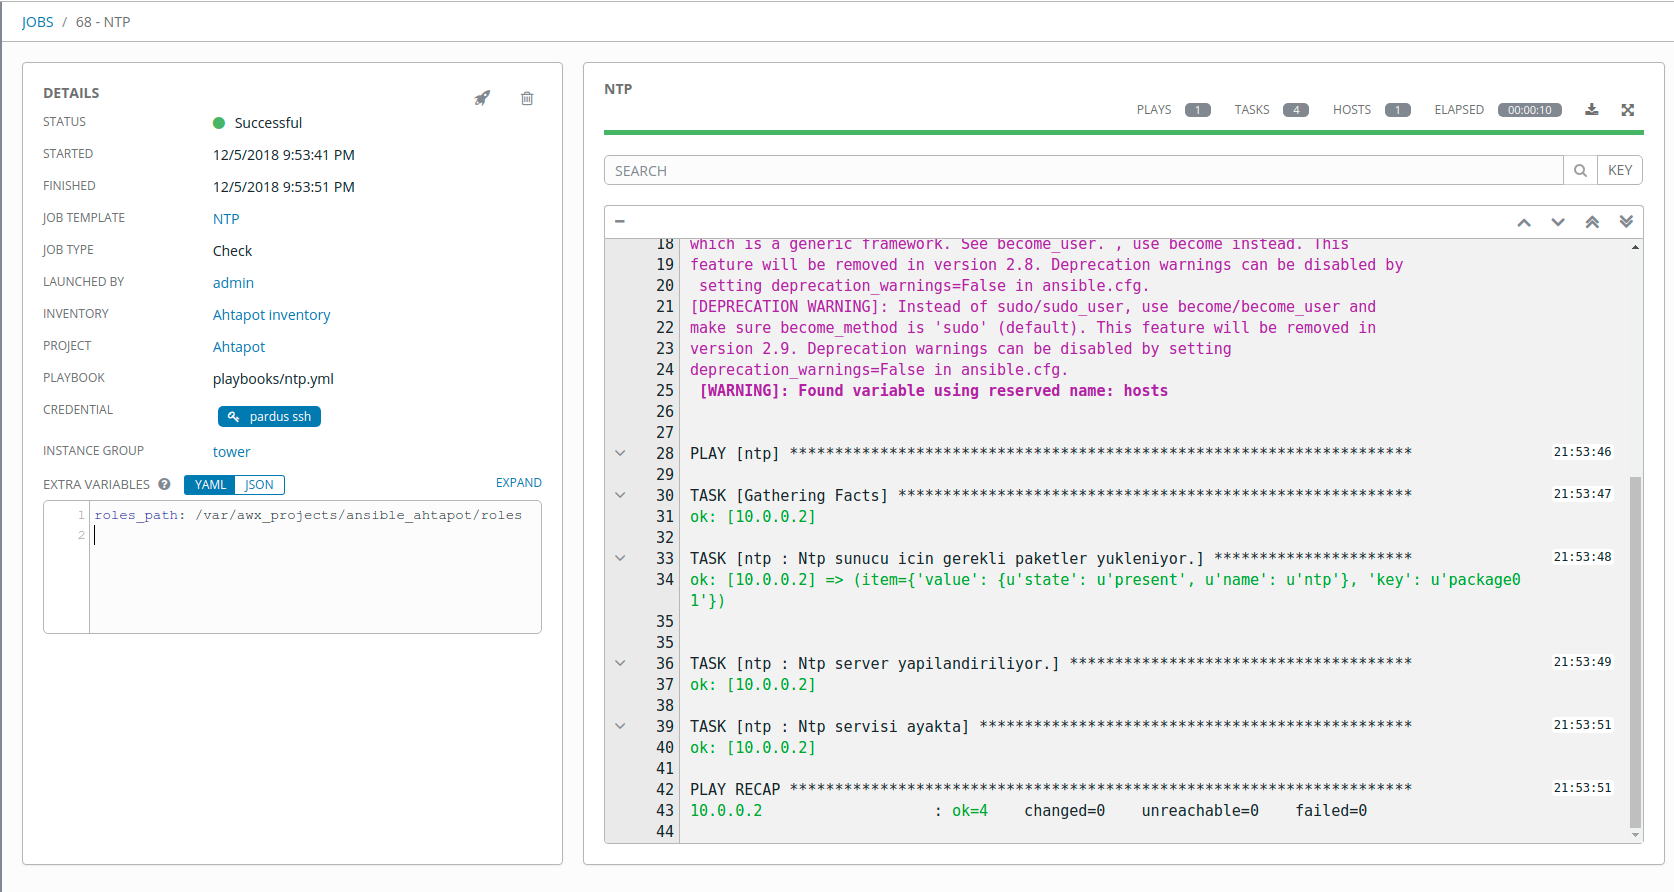 JOBS / 68 - NTP
DETAILS
STATUS Successful
STARTED 12/5/2018 9:53:41 PM
FINISHED 12/5/2018 9:53:51 PM
JOB TEMPLATE NTP
JOB TYPE Check
LAUNCHED BY admin
INVENTORY Ahtapot inventory
PROJECT Ahtapot
PLAYBOOK playbooks/ntp.yml
CREDENTIAL pardus ssh
INSTANCE GROUP tower
EXTRA VARIABLES ? YAML JSON EXPAND
1 roles_path: /var/awx_projects/ansible_ahtapot/roles
2
NTP
PLAYS 1 TASKS 4 HOSTS 1 ELAPSED 00:00:10
SEARCH KEY
18 which is a generic framework. See become_user. , use become instead. This
19 feature will be removed in version 2.8. Deprecation warnings can be disabled by
20 setting deprecation_warnings=False in ansible.cfg.
21 [DEPRECATION WARNING]: Instead of sudo/sudo_user, use become/become_user and
22 make sure become_method is 'sudo' (default). This feature will be removed in
23 version 2.9. Deprecation warnings can be disabled by setting
24 deprecation_warnings=False in ansible.cfg.
25 [WARNING]: Found variable using reserved name: hosts
26
27
28 PLAY [ntp] ********************************************************************* 21:53:46
29
30 TASK [Gathering Facts] ********************************************************* 21:53:47
31 ok: [10.0.0.2]
32
33 TASK [ntp : Ntp sunucu icin gerekli paketler yukleniyor.] ********************** 21:53:48
34 ok: [10.0.0.2] => (item={'value': {u'state': u'present', u'name': u'ntp'}, 'key': u'package0
1'})
35
35
36 TASK [ntp : Ntp server yapilandiriliyor.] ************************************** 21:53:49
37 ok: [10.0.0.2]
38
39 TASK [ntp : Ntp servisi ayakta] ************************************************ 21:53:51
40 ok: [10.0.0.2]
41
42 PLAY RECAP ********************************************************************* 21:53:51
43 10.0.0.2 : ok=4 changed=0 unreachable=0 failed=0
44